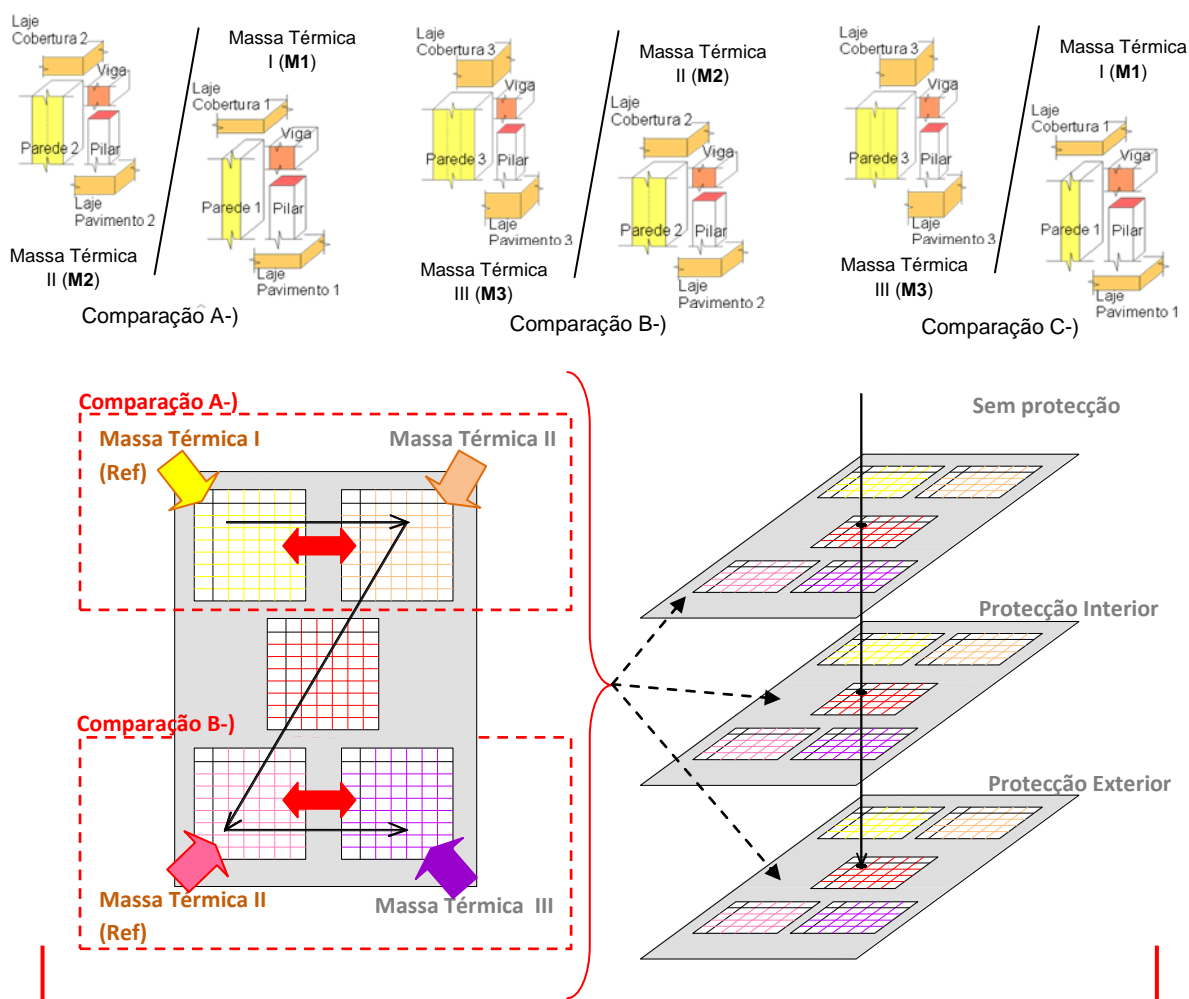 Laje
Cobertura 2
Viga
Parede 2
Pilar
Laje
Pavimento 2
Massa Térmica
II (M2)
Massa Térmica
I (M1)
Laje
Cobertura 1
Viga
Parede 1
Pilar
Laje
Pavimento 1
Comparação A-)
Laje
Cobertura 3
Viga
Parede 3
Pilar
Laje
Pavimento 3
Massa Térmica
III (M3)
Massa Térmica
II (M2)
Laje
Cobertura 2
Viga
Parede 2
Pilar
Laje
Pavimento 2
Comparação B-)
Laje
Cobertura 3
Viga
Parede 3
Pilar
Laje
Pavimento 3
Massa Térmica
III (M3)
Massa Térmica
I (M1)
Laje
Cobertura 1
Viga
Parede 1
Pilar
Laje
Pavimento 1
Comparação C-)
Comparação A-)
Massa Térmica I
(Ref)
Massa Térmica II
Comparação B-)
Massa Térmica II
(Ref)
Massa Térmica III
Sem protecção
Protecção Interior
Protecção Exterior